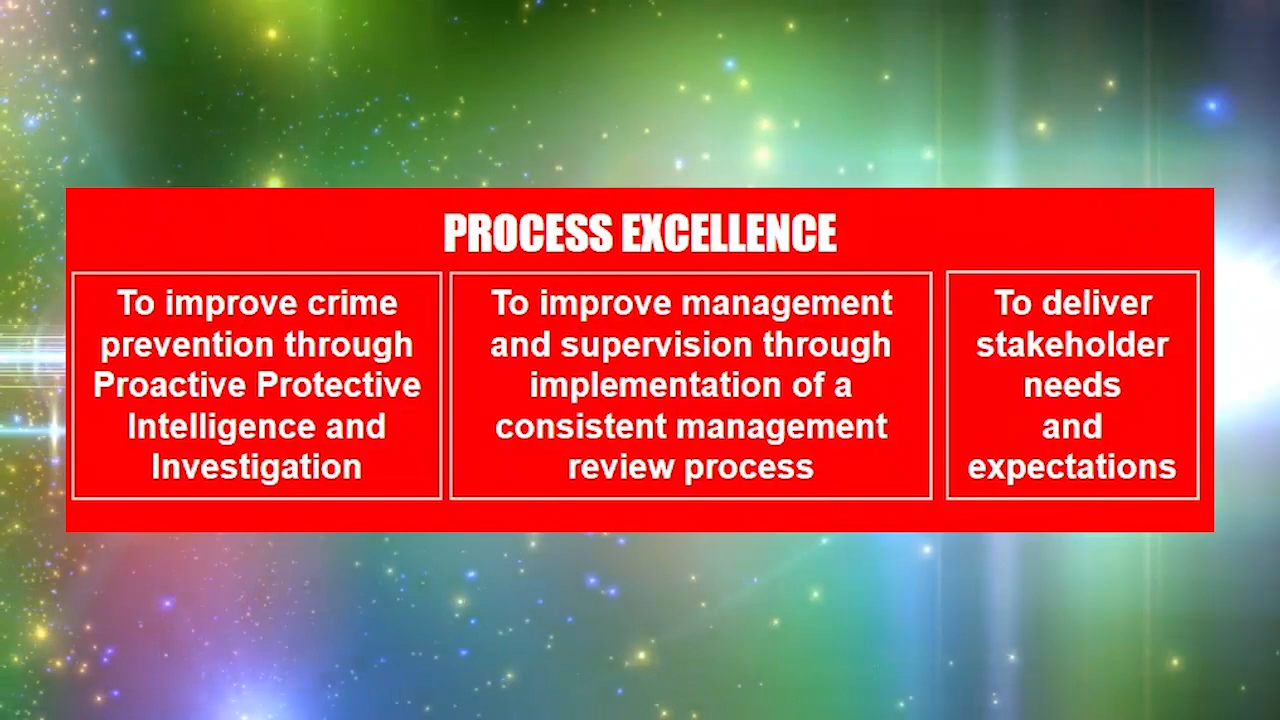 PROCESS EXCELLENCE
To improve crime
prevention through
Proactive Protective
Intelligence and
Investigation
To improve management
and supervision through
implementation of a
consistent management
review process
To deliver
stakeholder
needs
and
expectations